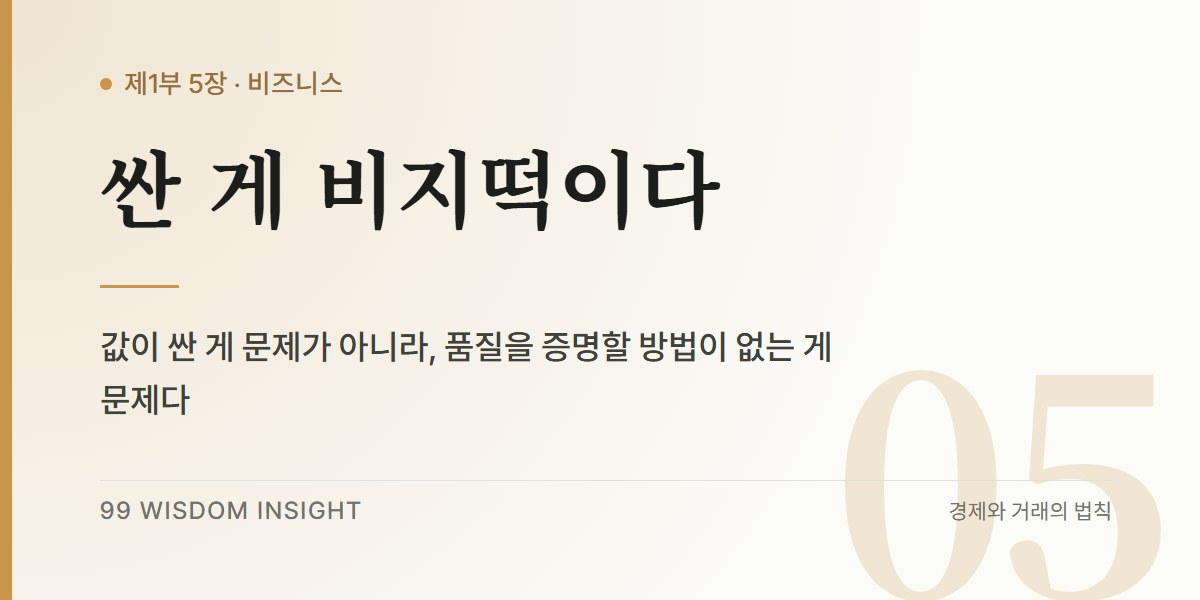 제1부 5장 · 비즈니스
싼 게 비지떡이다
값이 싼 게 문제가 아니라, 품질을 증명할 방법이 없는 게
문제다
99 WISDOM INSIGHT
경제와 거래의 법칙
05